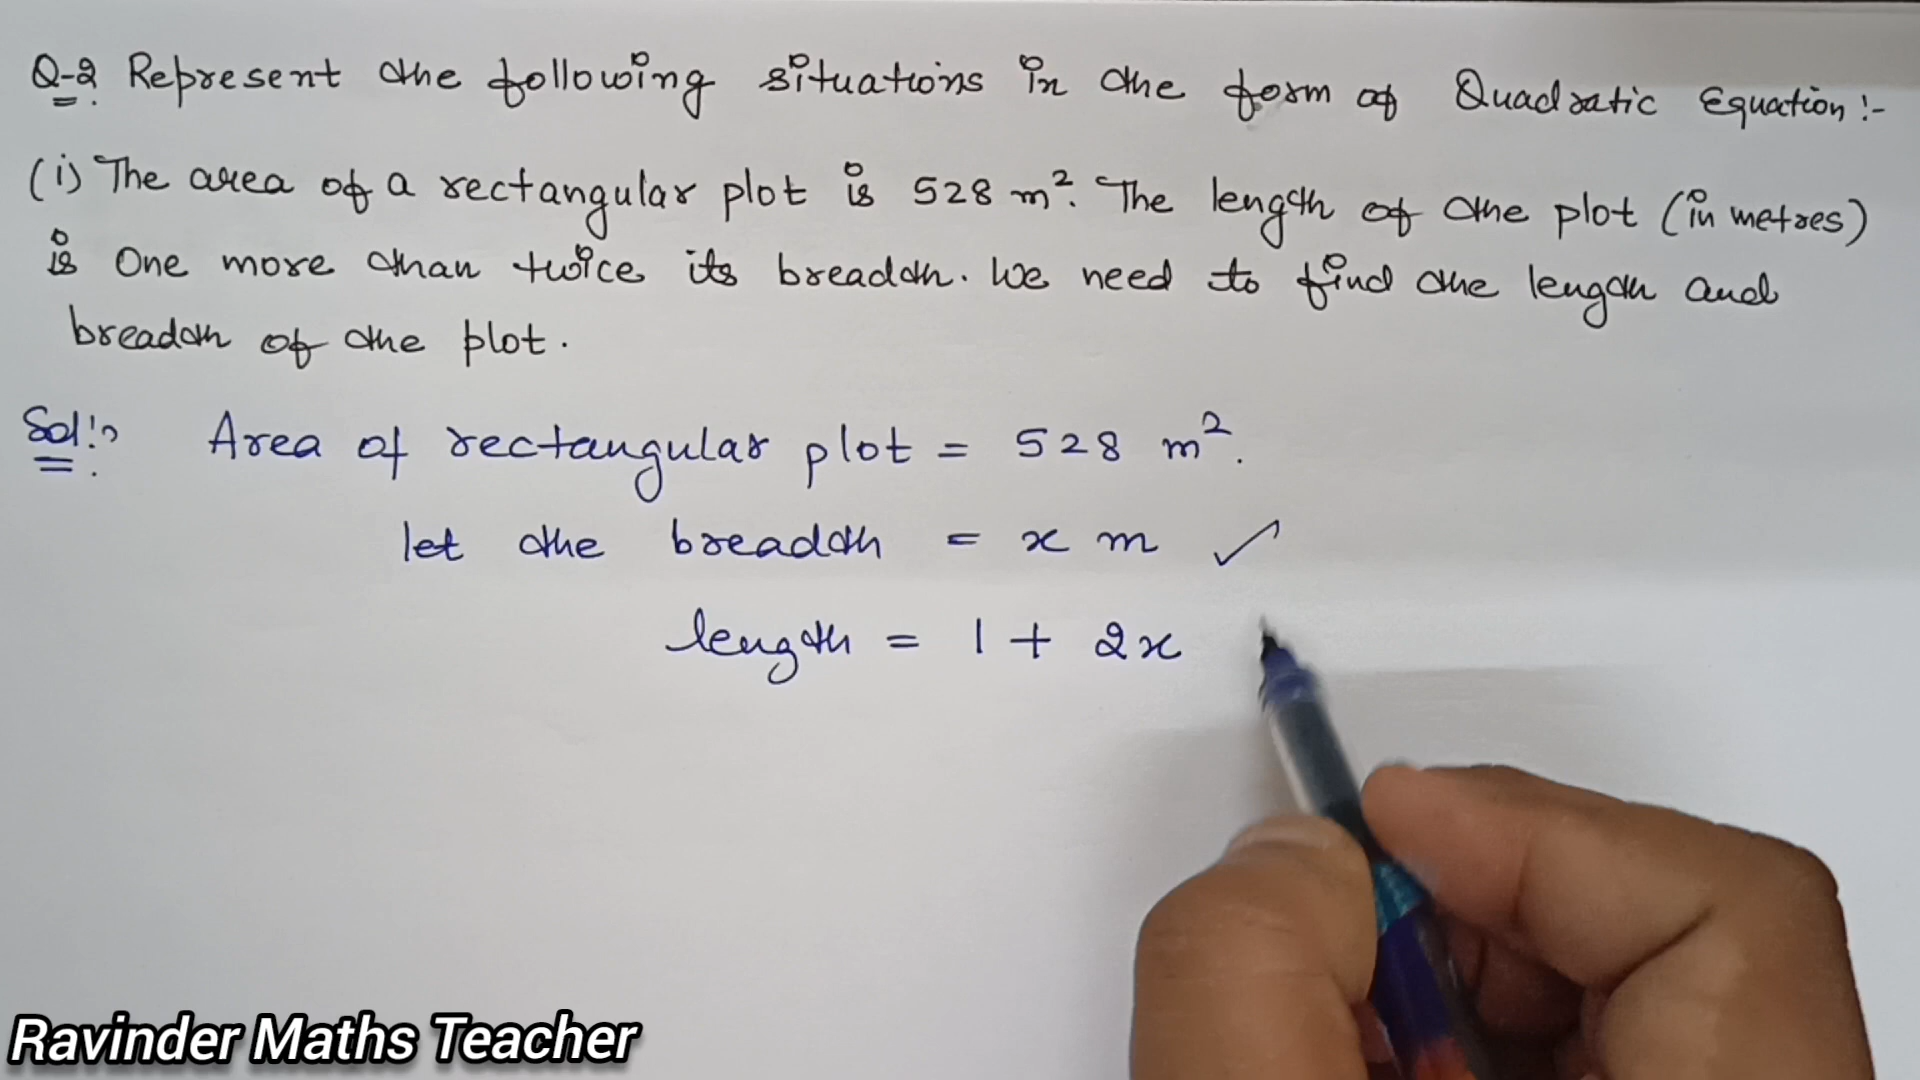 Q-2. Represent the following situations in the form of Quadratic Equation :-
(i) The area of a rectangular plot is 528 m². The length of the plot (in metres)
is One more than twice its breadth. We need to find the length and
breadth of the plot.
Sol:- Area of rectangular plot = 528 m².
let the breadth = x m ✓
length = 1 + 2x
Ravinder Maths Teacher